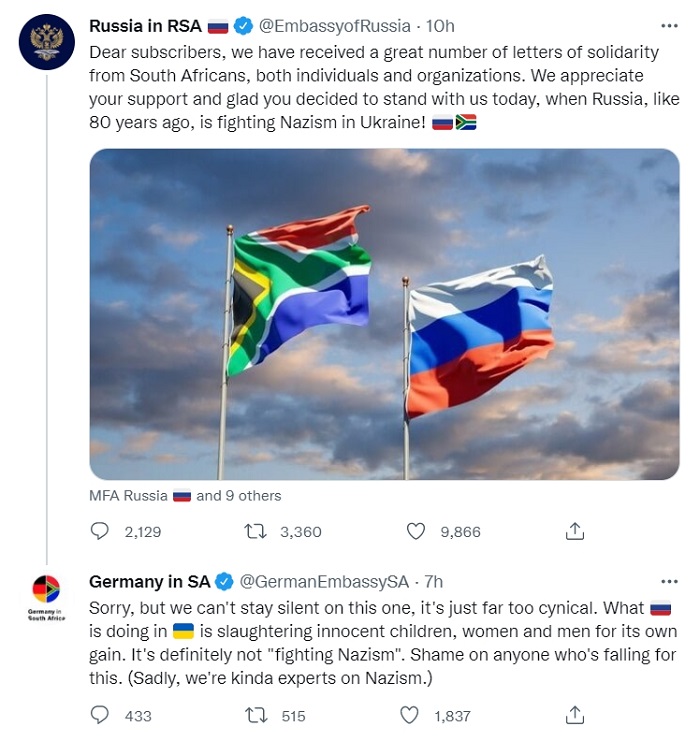 Russia in RSA 🇷🇺 @EmbassyofRussia · 10h
Dear subscribers, we have received a great number of letters of solidarity
from South Africans, both individuals and organizations. We appreciate
your support and glad you decided to stand with us today, when Russia, like
80 years ago, is fighting Nazism in Ukraine! 🇷🇺🇿🇦
MFA Russia 🇷🇺 and 9 others
2,129 3,360 9,866
Germany in SA @GermanEmbassySA · 7h
Germany in
South Africa
Sorry, but we can't stay silent on this one, it's just far too cynical. What 🇷🇺
is doing in 🇺🇦 is slaughtering innocent children, women and men for its own
gain. It's definitely not "fighting Nazism". Shame on anyone who's falling for
this. (Sadly, we're kinda experts on Nazism.)
433 515 1,837